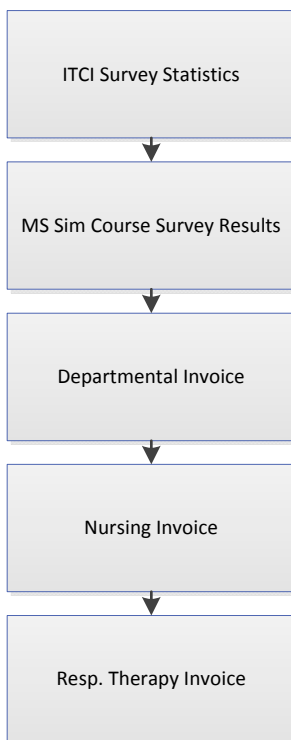 ITCI Survey Statistics
MS Sim Course Survey Results
Departmental Invoice
Nursing Invoice
Resp. Therapy Invoice